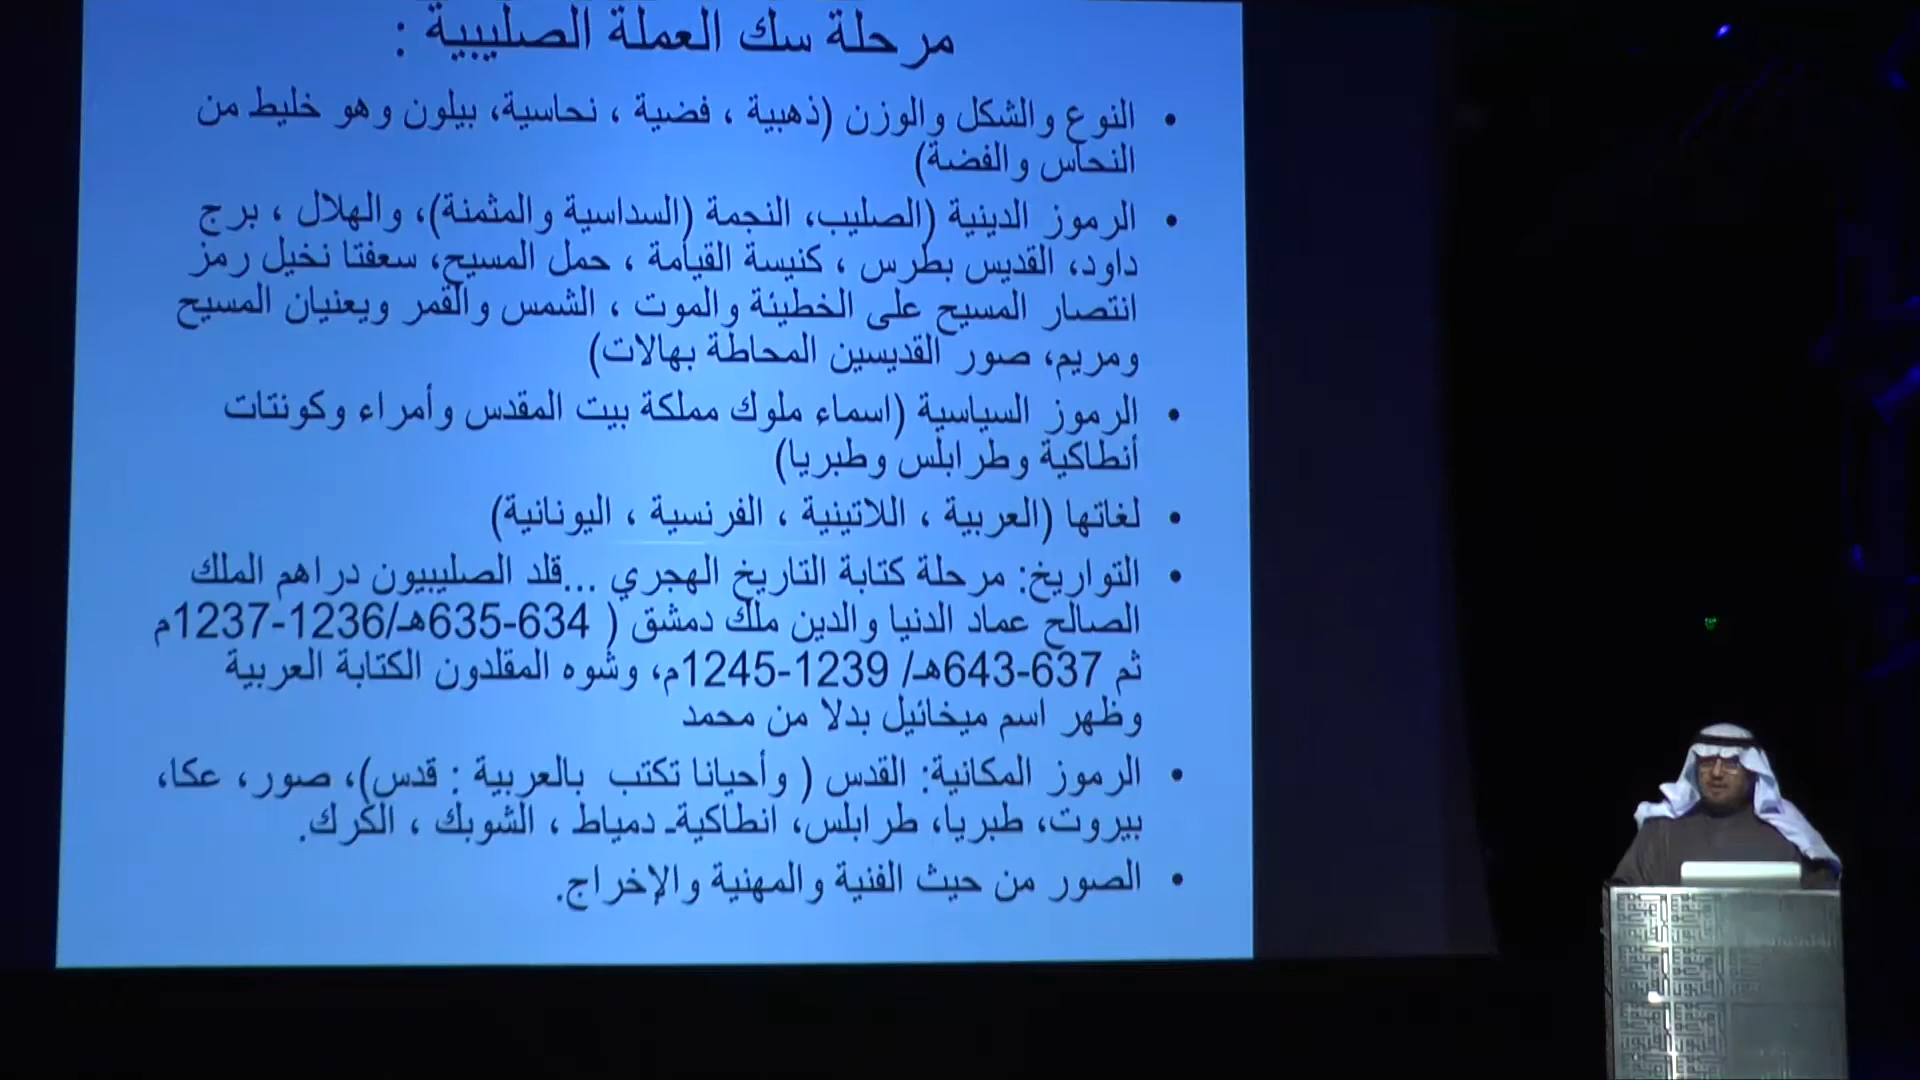 مرحلة سك العملة الصليبية :
• النوع والشكل والوزن (ذهبية ، فضية ، نحاسية، بيلون وهو خليط من
النحاس والفضة)
• الرموز الدينية (الصليب، النجمة (السداسية والمثمنة)، والهلال ، برج
داود، القديس بطرس ، كنيسة القيامة ، حمل المسيح، سعفتا نخيل رمز
انتصار المسيح على الخطيئة والموت ، الشمس والقمر ويعنيان المسيح
ومريم، صور القديسين المحاطة بهالات)
• الرموز السياسية (اسماء ملوك مملكة بيت المقدس وأمراء وكونتات
أنطاكية وطرابلس وطبريا)
• لغاتها (العربية ، اللاتينية ، الفرنسية ، اليونانية)
• التواريخ: مرحلة كتابة التاريخ الهجري ...قلد الصليبيون دراهم الملك
الصالح عماد الدنيا والدين ملك دمشق ( 634-635هـ/1236-1237م
ثم 637-643هـ/ 1239-1245م، وشوه المقلدون الكتابة العربية
وظهر اسم ميخائيل بدلا من محمد
• الرموز المكانية: القدس ( وأحيانا تكتب بالعربية : قدس)، صور، عكا،
بيروت، طبريا، طرابلس، انطاكيةـ دمياط ، الشوبك ، الكرك.
• الصور من حيث الفنية والمهنية والإخراج.